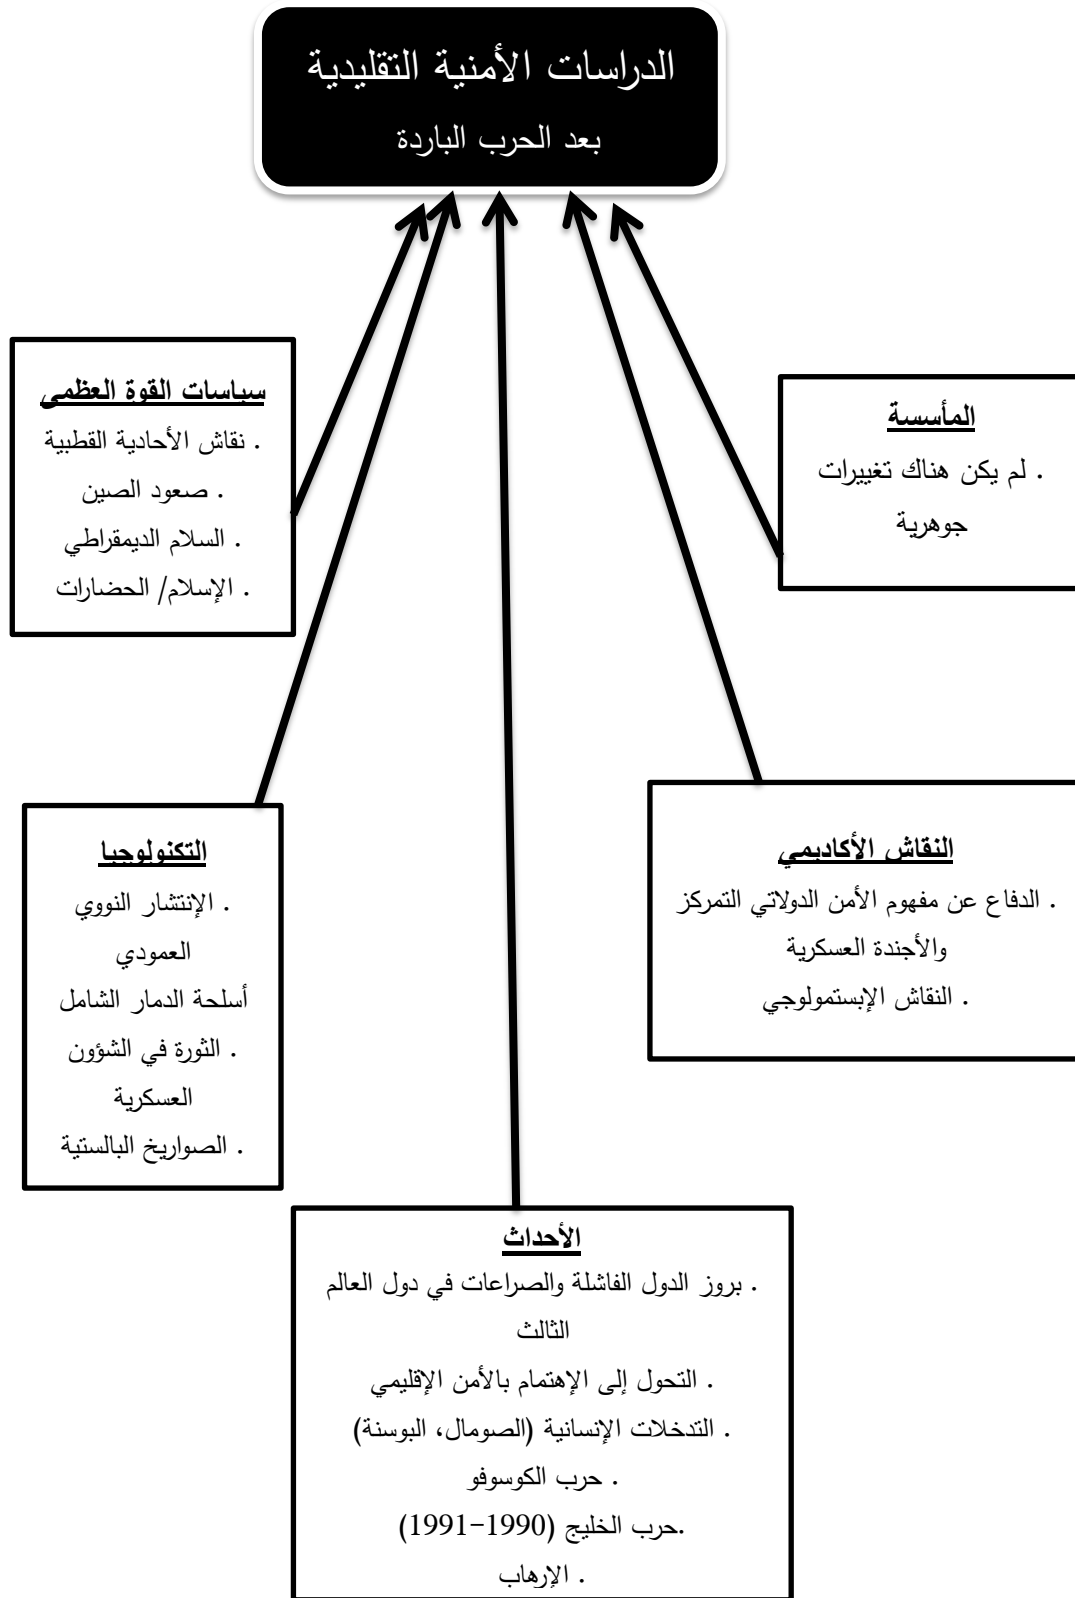 الدراسات الأمنية التقليدية
بعد الحرب الباردة
المأسسة
. لم يكن هناك تغييرات
جوهرية
سياسات القوة العظمى
. نقاش الأحادية القطبية
. صعود الصين
. السلام الديمقراطي
. الإسلام/ الحضارات
النقاش الأكاديمي
. الدفاع عن مفهوم الأمن الدولاتي التمركز
والأجندة العسكرية
. النقاش الإبستمولوجي
التكنولوجيا
. الإنتشار النووي
العمودي
أسلحة الدمار الشامل
. الثورة في الشؤون
العسكرية
. الصواريخ البالستية
الأحداث
. بروز الدول الفاشلة والصراعات في دول العالم
الثالث
. التحول إلى الإهتمام بالأمن الإقليمي
. التدخلات الإنسانية (الصومال، البوسنة)
. حرب الكوسوفو
.حرب الخليج (1990-1991)
. الإرهاب